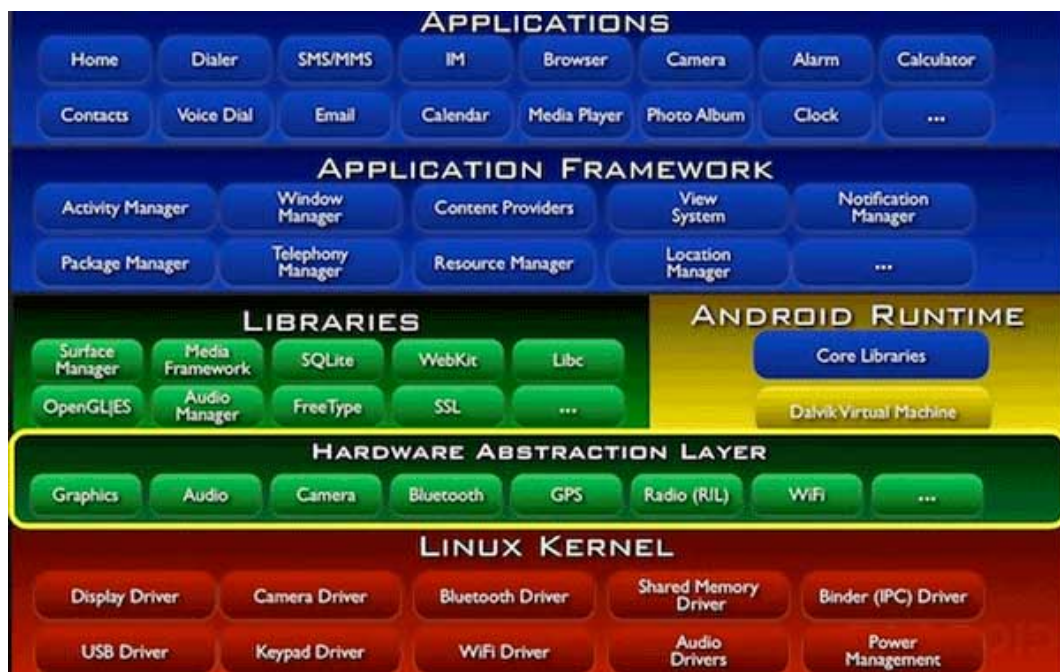 APPLICATIONS
Home Dialer SMS/MMS IM Browser Camera Alarm Calculator
Contacts Voice Dial Email Calendar Media Player Photo Album Clock ...
APPLICATION FRAMEWORK
Activity Manager Window Manager Content Providers View System Notification Manager
Package Manager Telephony Manager Resource Manager Location Manager ...
LIBRARIES
Surface Manager Media Framework SQLite WebKit Libc
OpenGL|ES Audio Manager FreeType SSL ...
ANDROID RUNTIME
Core Libraries
Dalvik Virtual Machine
HARDWARE ABSTRACTION LAYER
Graphics Audio Camera Bluetooth GPS Radio (RIL) WiFi ...
LINUX KERNEL
Display Driver Camera Driver Bluetooth Driver Shared Memory Driver Binder (IPC) Driver
USB Driver Keypad Driver WiFi Driver Audio Drivers Power Management